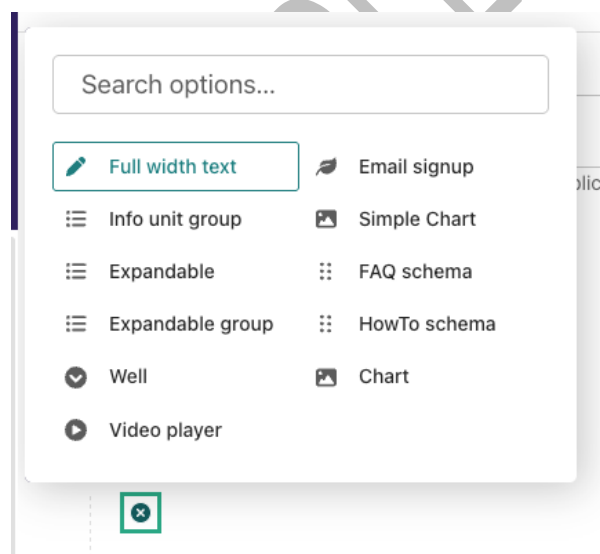 Search options...
Full width text
Email signup
Info unit group
Simple Chart
Expandable
FAQ schema
Expandable group
HowTo schema
Well
Chart
Video player